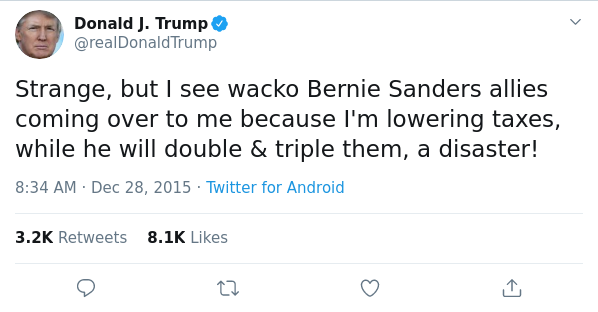 Donald J. Trump
@realDonaldTrump
Strange, but I see wacko Bernie Sanders allies
coming over to me because I'm lowering taxes,
while he will double & triple them, a disaster!
8:34 AM · Dec 28, 2015 · Twitter for Android
3.2K Retweets 8.1K Likes